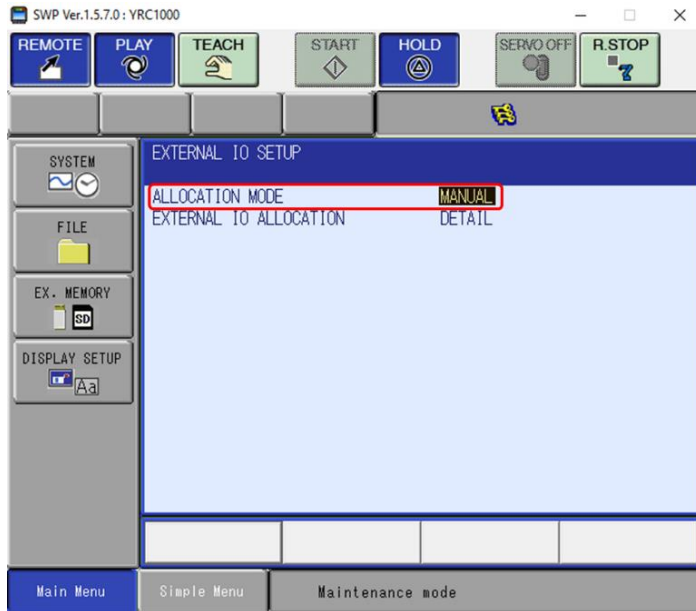 SWP Ver.1.5.7.0 : YRC1000
REMOTE PLAY TEACH START HOLD SERVO OFF R.STOP
EXTERNAL IO SETUP
SYSTEM
ALLOCATION MODE MANUAL
EXTERNAL IO ALLOCATION DETAIL
FILE
EX. MEMORY
SD
DISPLAY SETUP
Aa
Main Menu Simple Menu Maintenance mode